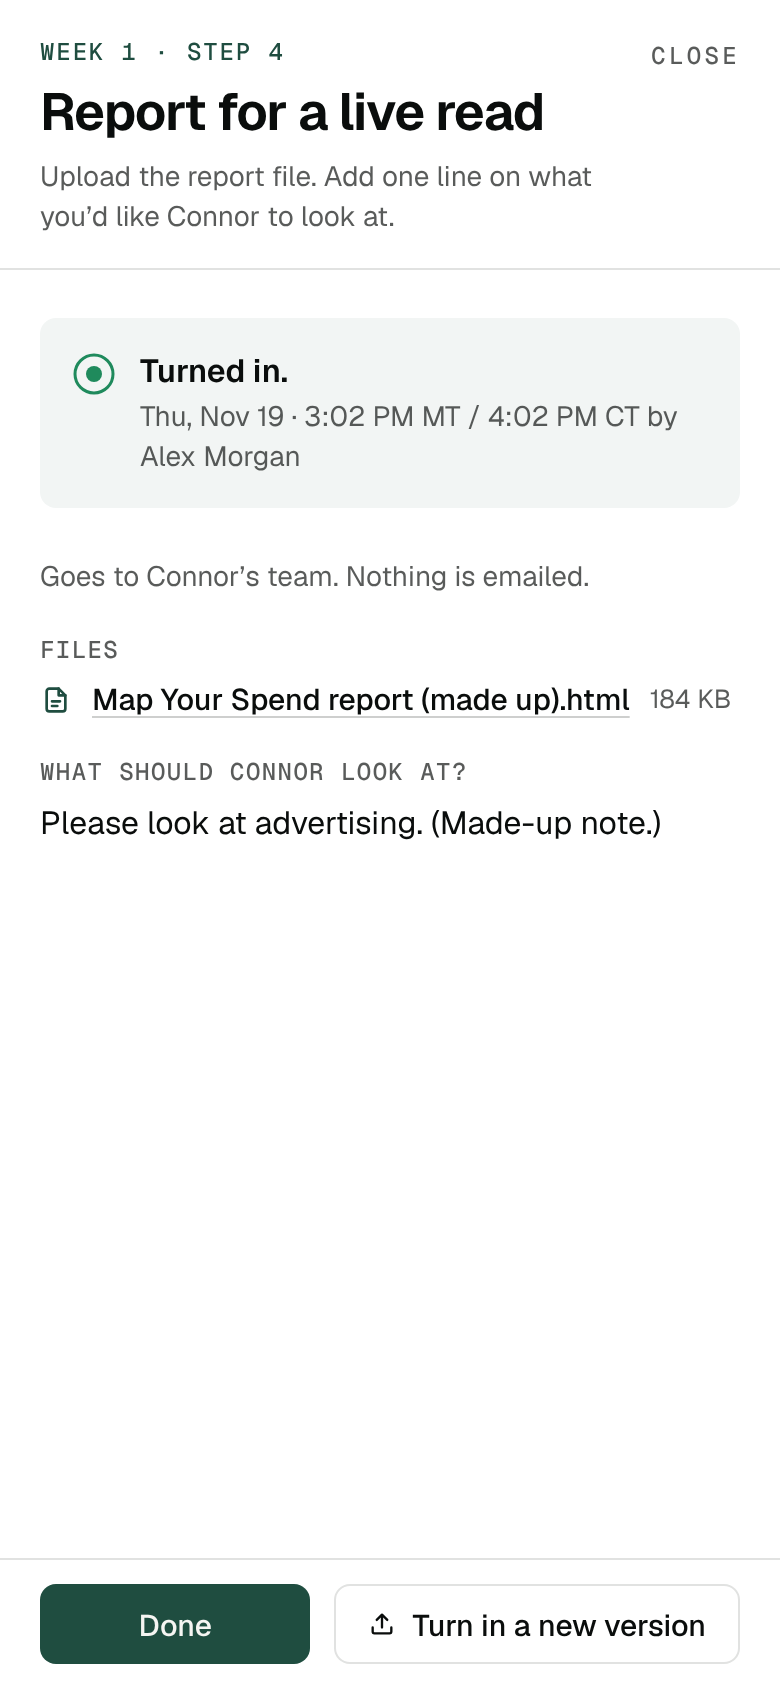 WEEK 1 · STEP 4
CLOSE
Report for a live read
Upload the report file. Add one line on what
you’d like Connor to look at.
Turned in.
Thu, Nov 19 · 3:02 PM MT / 4:02 PM CT by
Alex Morgan
Goes to Connor’s team. Nothing is emailed.
FILES
Map Your Spend report (made up).html 184 KB
WHAT SHOULD CONNOR LOOK AT?
Please look at advertising. (Made-up note.)
Done
Turn in a new version